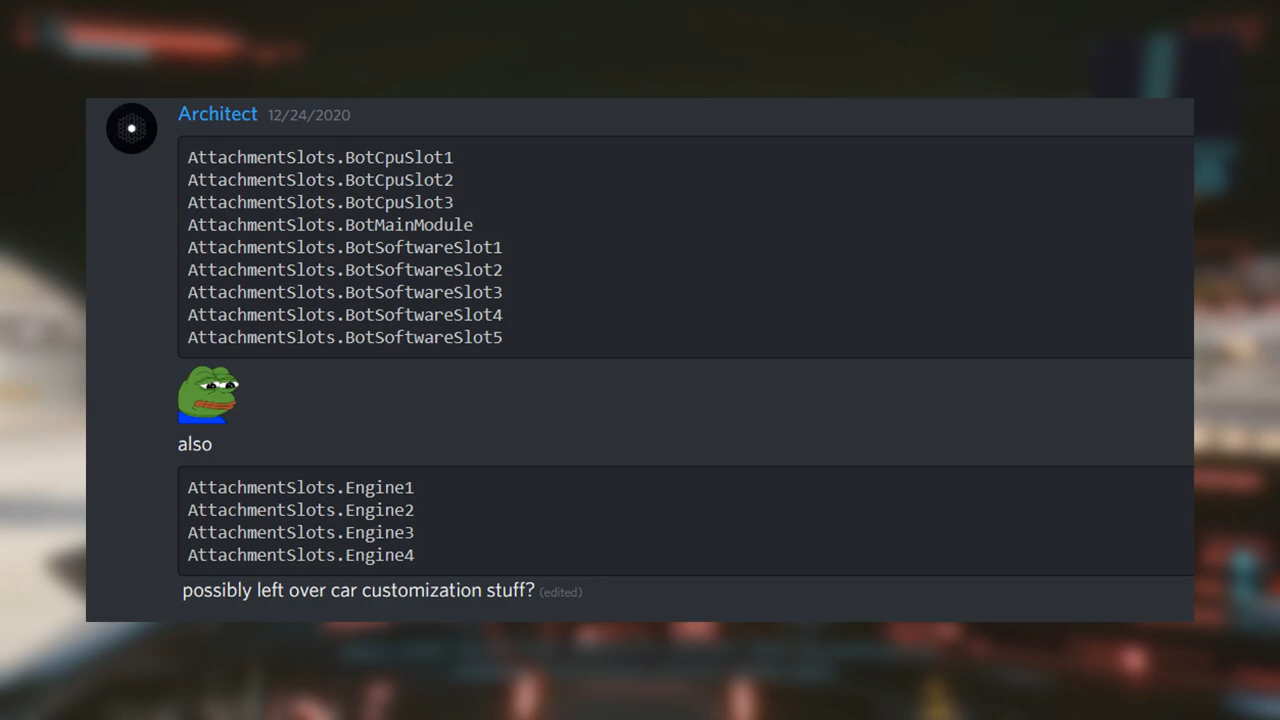 Architect 12/24/2020
AttachmentSlots.BotCpuSlot1
AttachmentSlots.BotCpuSlot2
AttachmentSlots.BotCpuSlot3
AttachmentSlots.BotMainModule
AttachmentSlots.BotSoftwareSlot1
AttachmentSlots.BotSoftwareSlot2
AttachmentSlots.BotSoftwareSlot3
AttachmentSlots.BotSoftwareSlot4
AttachmentSlots.BotSoftwareSlot5
also
AttachmentSlots.Engine1
AttachmentSlots.Engine2
AttachmentSlots.Engine3
AttachmentSlots.Engine4
possibly left over car customization stuff? (edited)